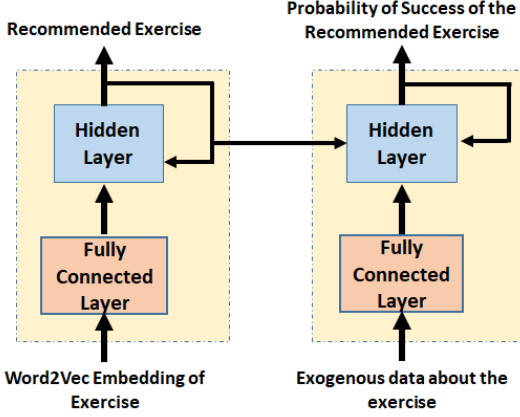 Recommended Exercise
Probability of Success of the
Recommended Exercise
Hidden
Layer
Hidden
Layer
Fully
Connected
Layer
Fully
Connected
Layer
Word2Vec Embedding of
Exercise
Exogenous data about the
exercise